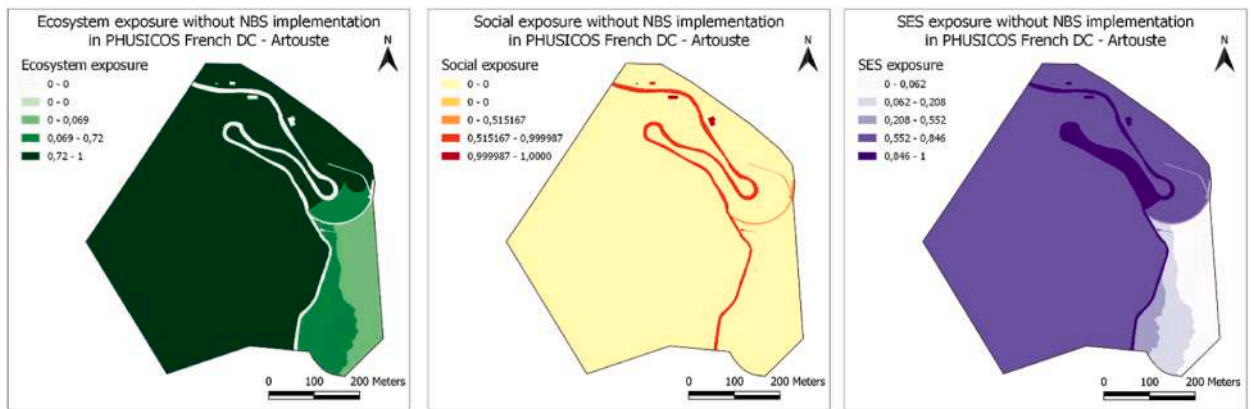 Ecosystem exposure without NBS implementation
in PHUSICOS French DC - Artouste
N
Ecosystem exposure
0 - 0
0 - 0
0 - 0,069
0,069 - 0,72
0,72 - 1
0 100 200 Meters
Social exposure without NBS implementation
in PHUSICOS French DC - Artouste
N
Social exposure
0 - 0
0 - 0
0 - 0,515167
0,515167 - 0,999987
0,999987 - 1,0000
0 100 200 Meters
SES exposure without NBS implementation
in PHUSICOS French DC - Artouste
N
SES exposure
0 - 0,062
0,062 - 0,208
0,208 - 0,552
0,552 - 0,846
0,846 - 1
0 100 200 Meters